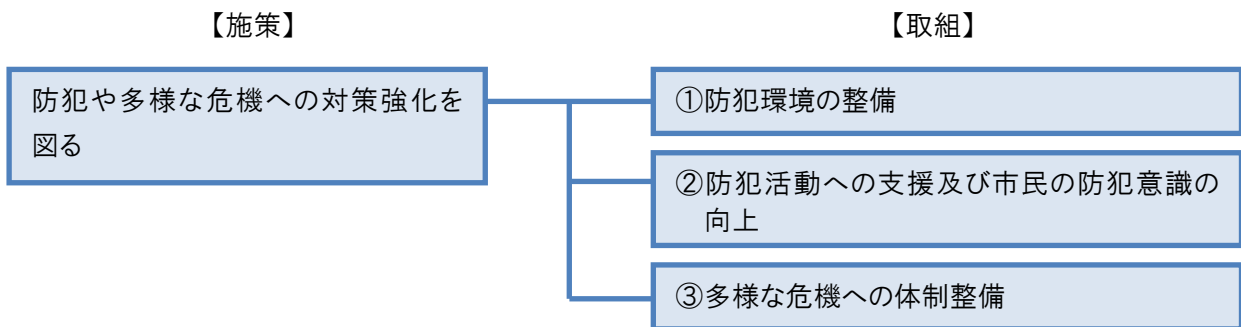 【施策】
【取組】
防犯や多様な危機への対策強化を
図る
①防犯環境の整備
②防犯活動への支援及び市民の防犯意識の
向上
③多様な危機への体制整備